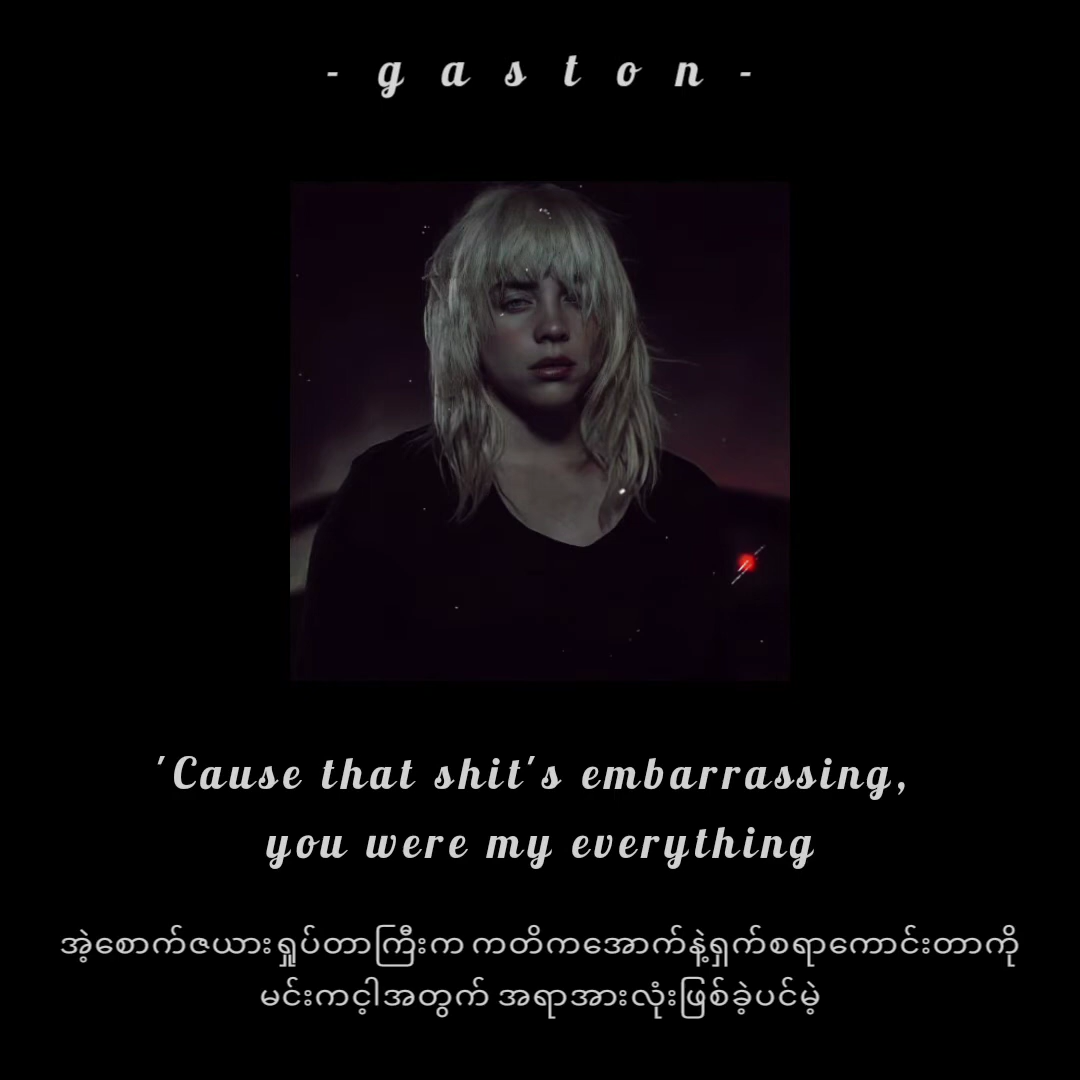 - g a s t o n -
'Cause that shit's embarrassing,
you were my everything
အဲ့စောက်ဇယားရှုပ်တာကြီးက ကတိကအောက်နဲ့ရှက်စရာကောင်းတာကို
မင်းကငါ့အတွက် အရာအားလုံးဖြစ်ခဲ့ပင်မဲ့